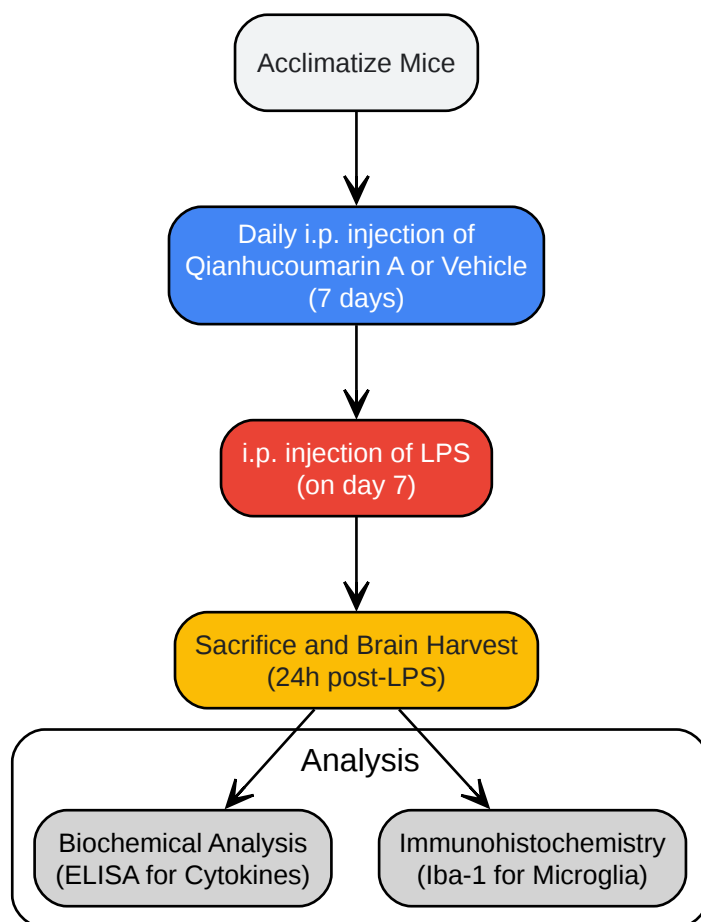 Acclimatize Mice
Daily i.p. injection of
Qianhucoumarin A or Vehicle
(7 days)
i.p. injection of LPS
(on day 7)
Sacrifice and Brain Harvest
(24h post-LPS)
Analysis
Biochemical Analysis
(ELISA for Cytokines)
Immunohistochemistry
(Iba-1 for Microglia)